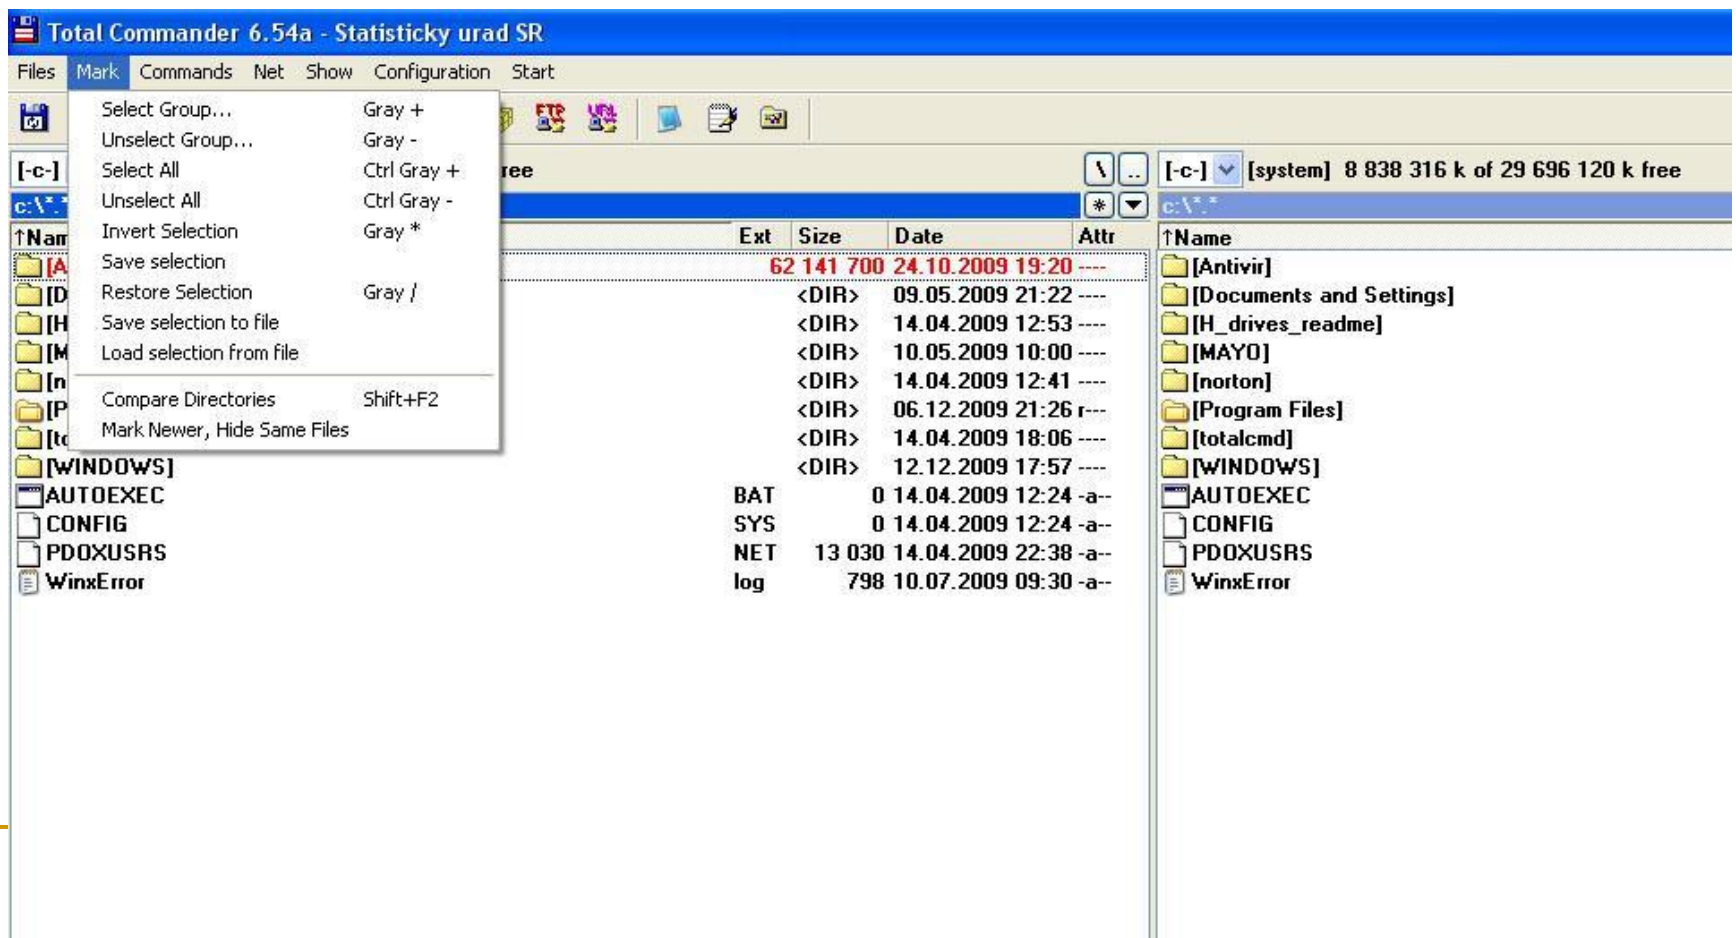 Total Commander 6.54a - Statisticky urad SR
Files Mark Commands Net Show Configuration Start
Select Group... Gray +
Unselect Group... Gray -
Select All Ctrl Gray +
Unselect All Ctrl Gray -
Invert Selection Gray *
Save selection
Restore Selection Gray /
Save selection to file
Load selection from file
Compare Directories Shift+F2
Mark Newer, Hide Same Files
FTP URL
[-c-] \ ..
c:\*.* *
↑Nam Ext Size Date Attr
[A 62 141 700 24.10.2009 19:20 ----
[D <DIR> 09.05.2009 21:22 ----
[H <DIR> 14.04.2009 12:53 ----
[M <DIR> 10.05.2009 10:00 ----
[n <DIR> 14.04.2009 12:41 ----
[P <DIR> 06.12.2009 21:26 r---
[to <DIR> 14.04.2009 18:06 ----
[WINDOWS] <DIR> 12.12.2009 17:57 ----
AUTOEXEC BAT 0 14.04.2009 12:24 -a--
CONFIG SYS 0 14.04.2009 12:24 -a--
PDOXUSRS NET 13 030 14.04.2009 22:38 -a--
WinxError log 798 10.07.2009 09:30 -a--
[-c-] [system] 8 838 316 k of 29 696 120 k free
c:\*.*
↑Name
[Antivir]
[Documents and Settings]
[H_drives_readme]
[MAYO]
[norton]
[Program Files]
[totalcmd]
[WINDOWS]
AUTOEXEC
CONFIG
PDOXUSRS
WinxError